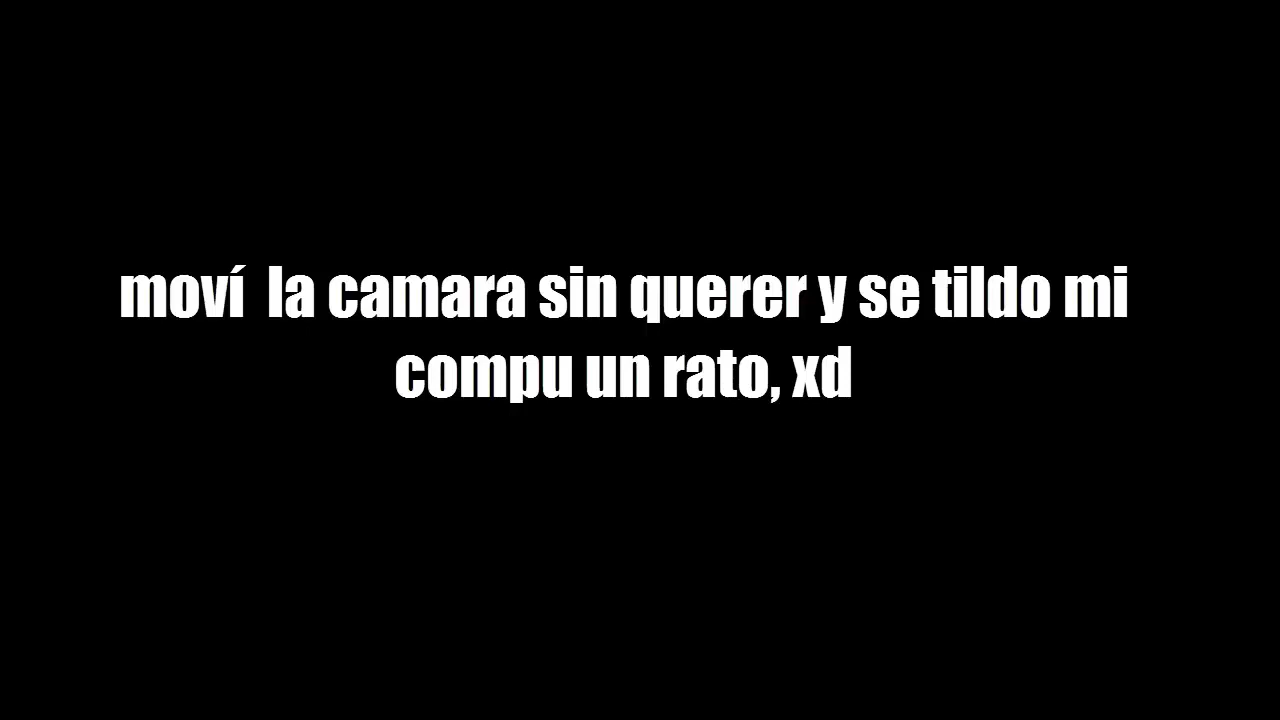 moví  la camara sin querer y se tildo mi
compu un rato, xd